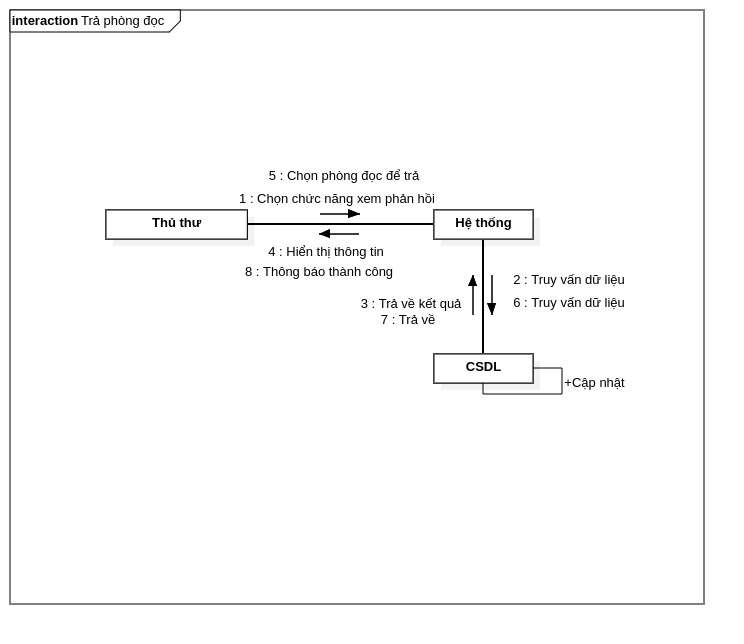 interaction Trả phòng đọc
5 : Chọn phòng đọc để trả
1 : Chọn chức năng xem phản hồi
Thủ thư
Hệ thống
4 : Hiển thị thông tin
8 : Thông báo thành công
2 : Truy vấn dữ liệu
6 : Truy vấn dữ liệu
3 : Trả về kết quả
7 : Trả về
CSDL
+Cập nhật